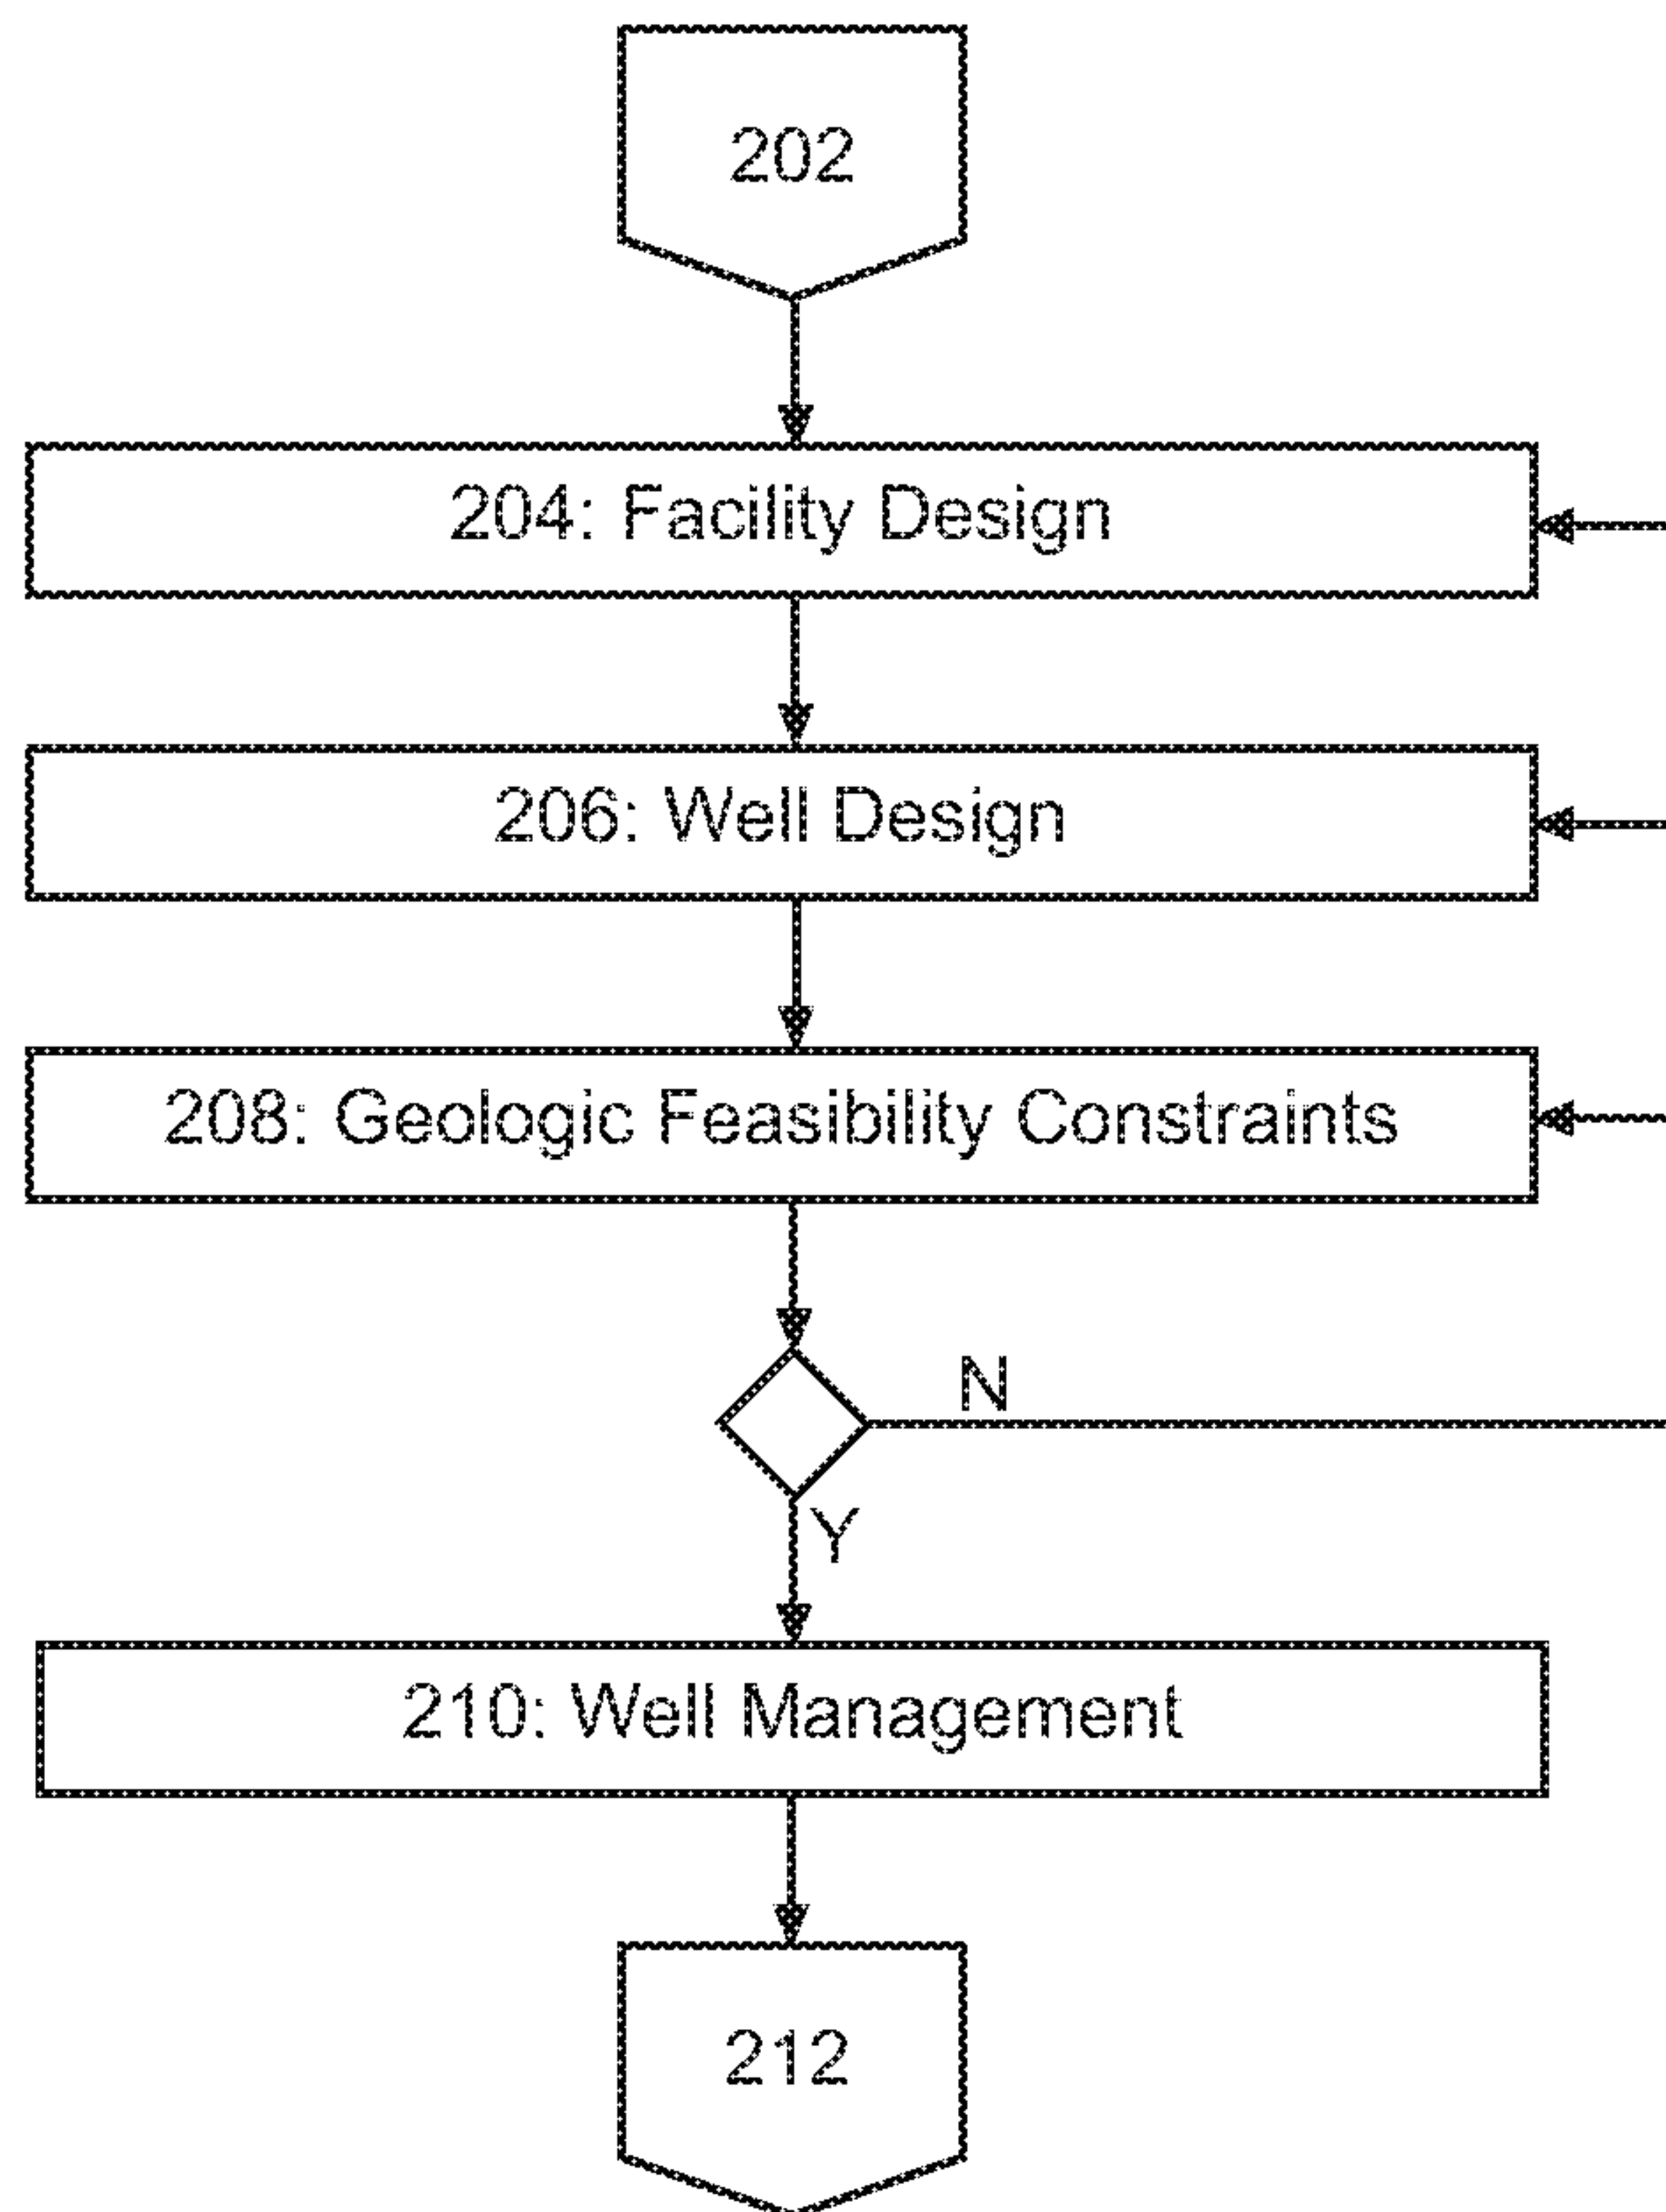 202
204: Facility Design
206: Well Design
208: Geologic Feasibility Constraints
N
Y
210: Well Management
212